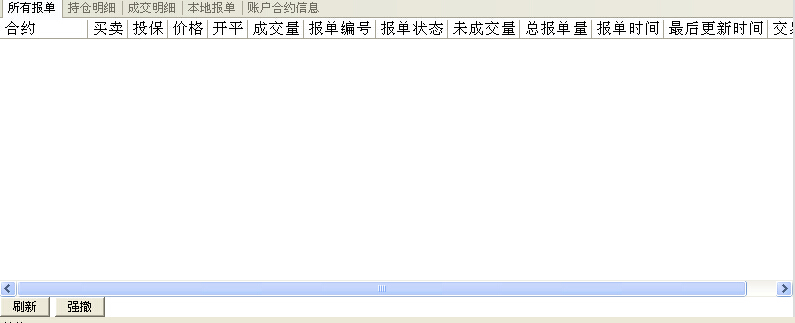 所有报单 持仓明细 成交明细 本地报单 账户合约信息
合约 买卖 投保 价格 开平 成交量 报单编号 报单状态 未成交量 总报单量 报单时间 最后更新时间 交
刷新 强撤